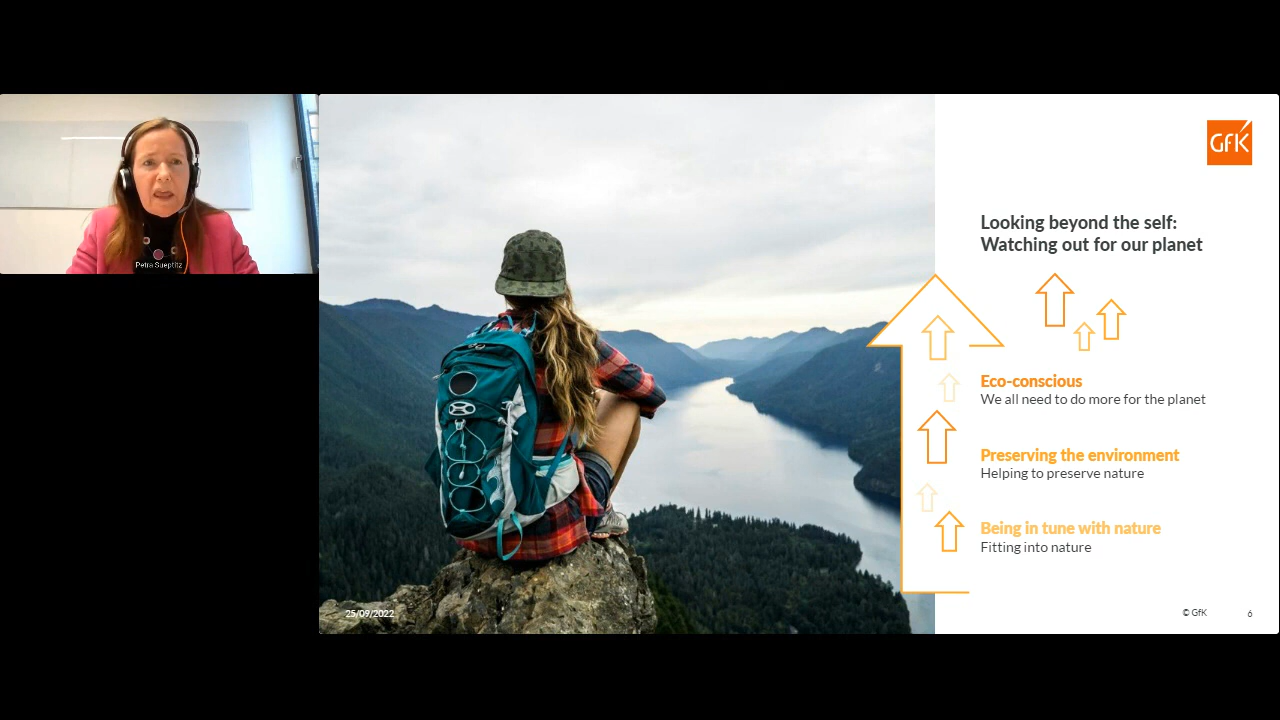 Petra Sueptitz
GfK
Looking beyond the self:
Watching out for our planet
Eco-conscious
We all need to do more for the planet
Preserving the environment
Helping to preserve nature
Being in tune with nature
Fitting into nature
25/09/2022
© GfK
6